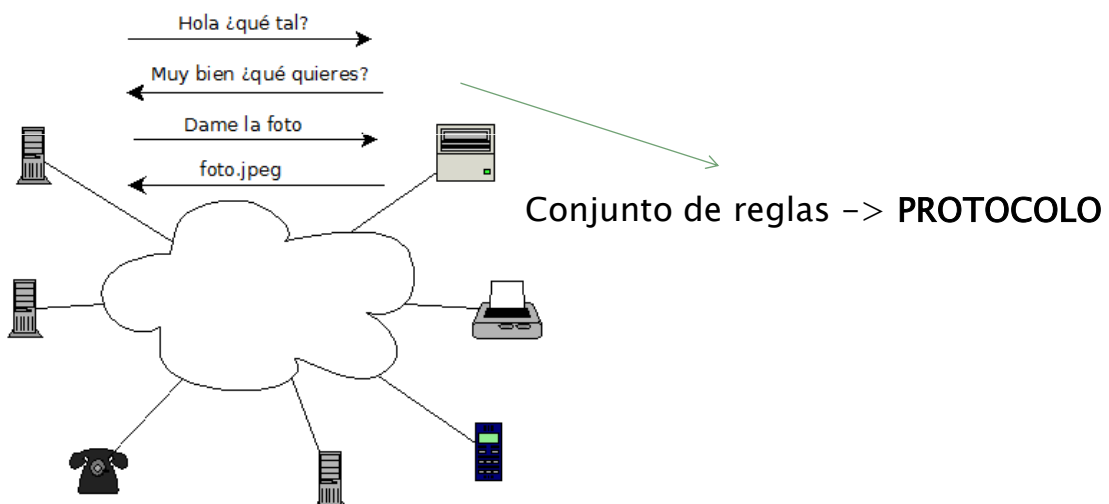 Hola ¿qué tal?
Muy bien ¿qué quieres?
Dame la foto
foto.jpeg
Conjunto de reglas -> PROTOCOLO